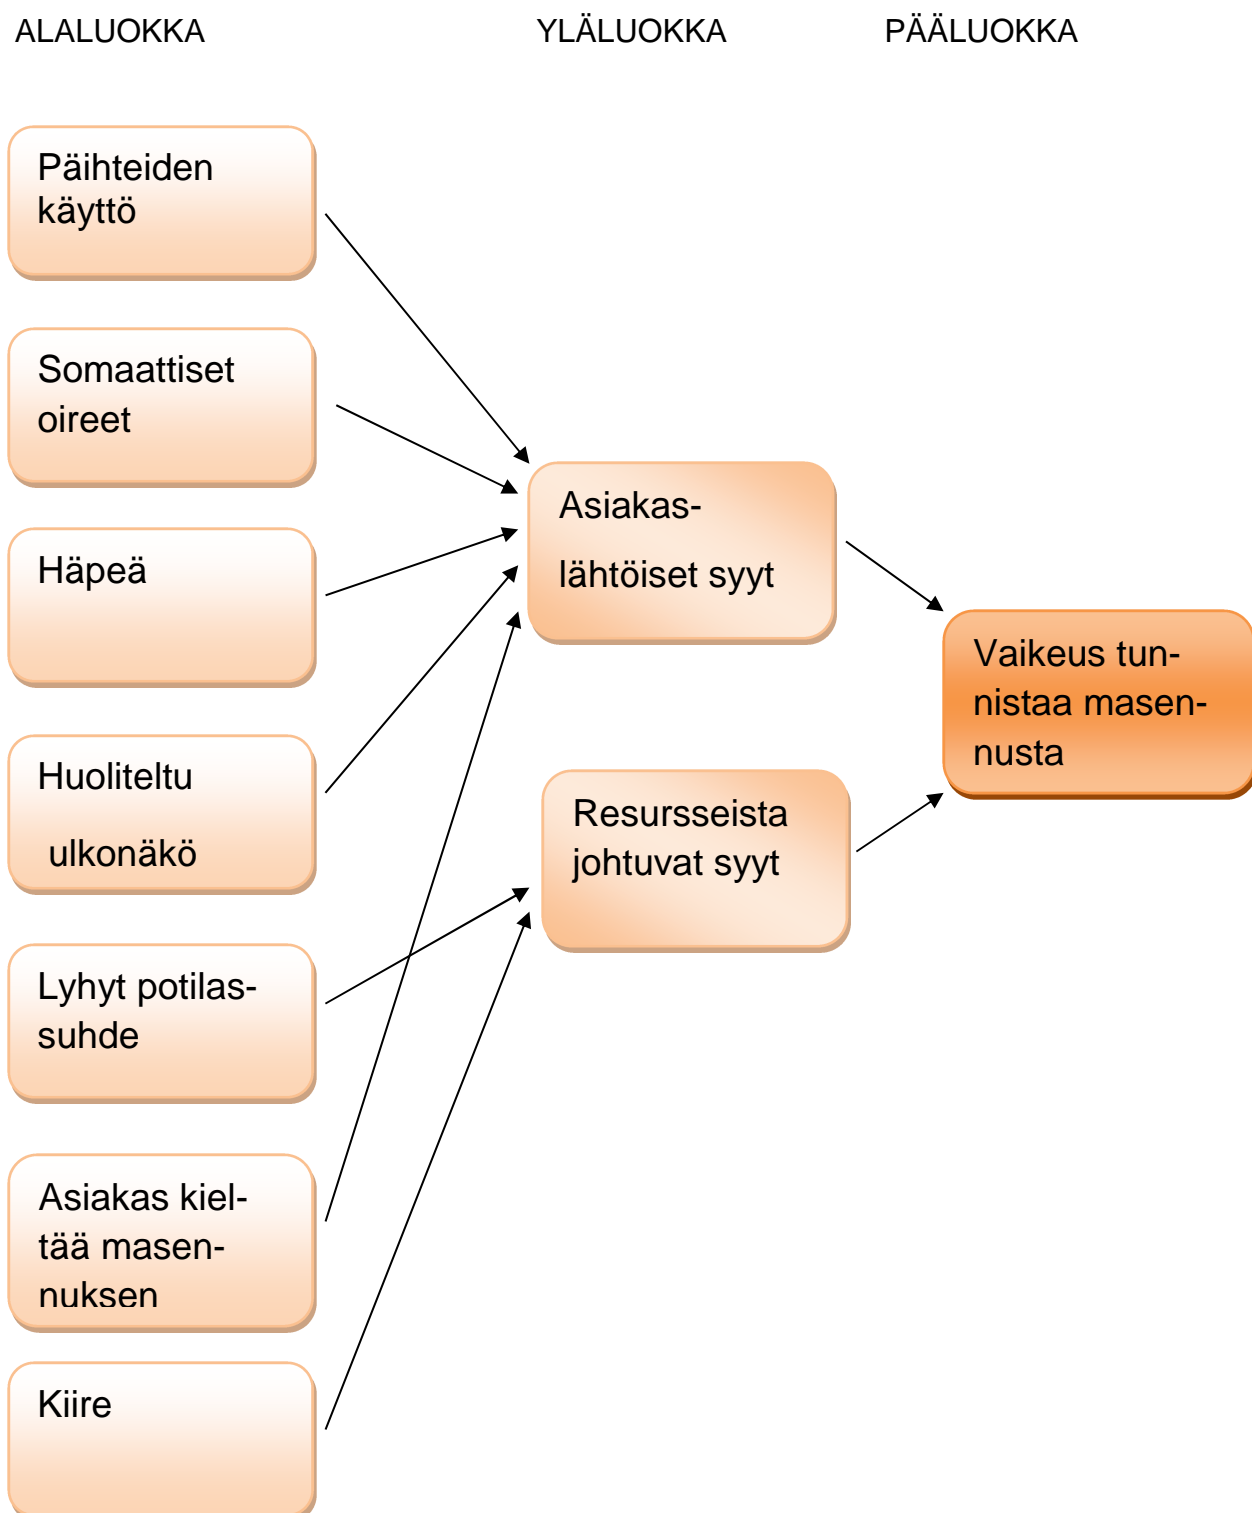 ALALUOKKA
YLÄLUOKKA
PÄÄLUOKKA
Päihteiden
käyttö
Somaattiset
oireet
Häpeä
Huoliteltu
ulkonäkö
Lyhyt potilas-
suhde
Asiakas kiel-
tää masen-
nuksen
Kiire
Asiakas-
lähtöiset syyt
Resursseista
johtuvat syyt
Vaikeus tun-
nistaa masen-
nusta